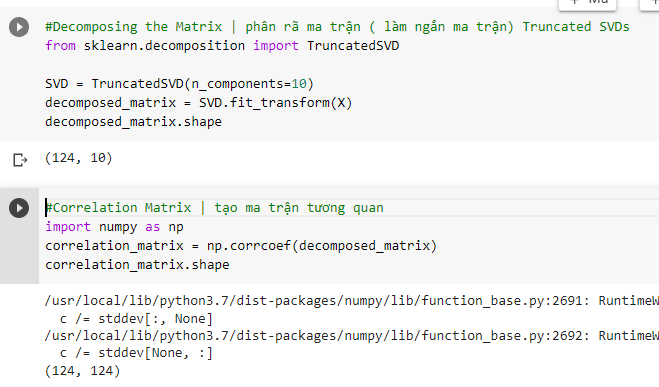 + Mã
#Decomposing the Matrix | phân rã ma trận ( làm ngắn ma trận) Truncated SVDs
from sklearn.decomposition import TruncatedSVD
SVD = TruncatedSVD(n_components=10)
decomposed_matrix = SVD.fit_transform(X)
decomposed_matrix.shape
(124, 10)
#Correlation Matrix | tạo ma trận tương quan
import numpy as np
correlation_matrix = np.corrcoef(decomposed_matrix)
correlation_matrix.shape
/usr/local/lib/python3.7/dist-packages/numpy/lib/function_base.py:2691: RuntimeW
c /= stddev[:, None]
/usr/local/lib/python3.7/dist-packages/numpy/lib/function_base.py:2692: RuntimeW
c /= stddev[None, :]
(124, 124)